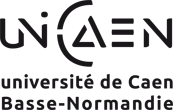 UNICAEN
université de Caen
Basse-Normandie